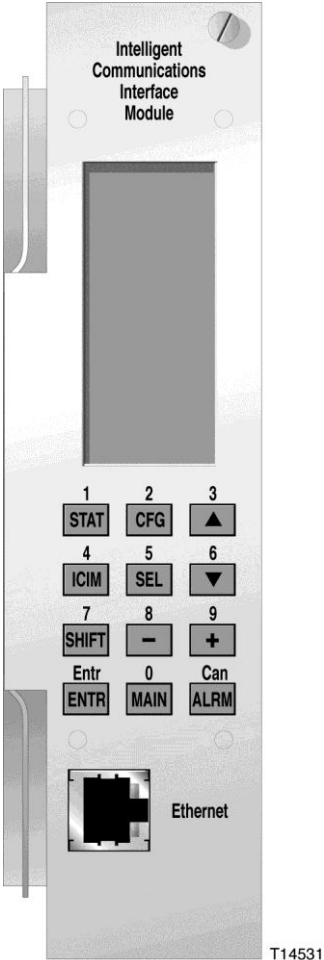 Intelligent
Communications
Interface
Module
1 2 3
STAT CFG ▲
4 5 6
ICIM SEL ▼
7 8 9
SHIFT - +
Entr 0 Can
ENTR MAIN ALRM
Ethernet
T14531